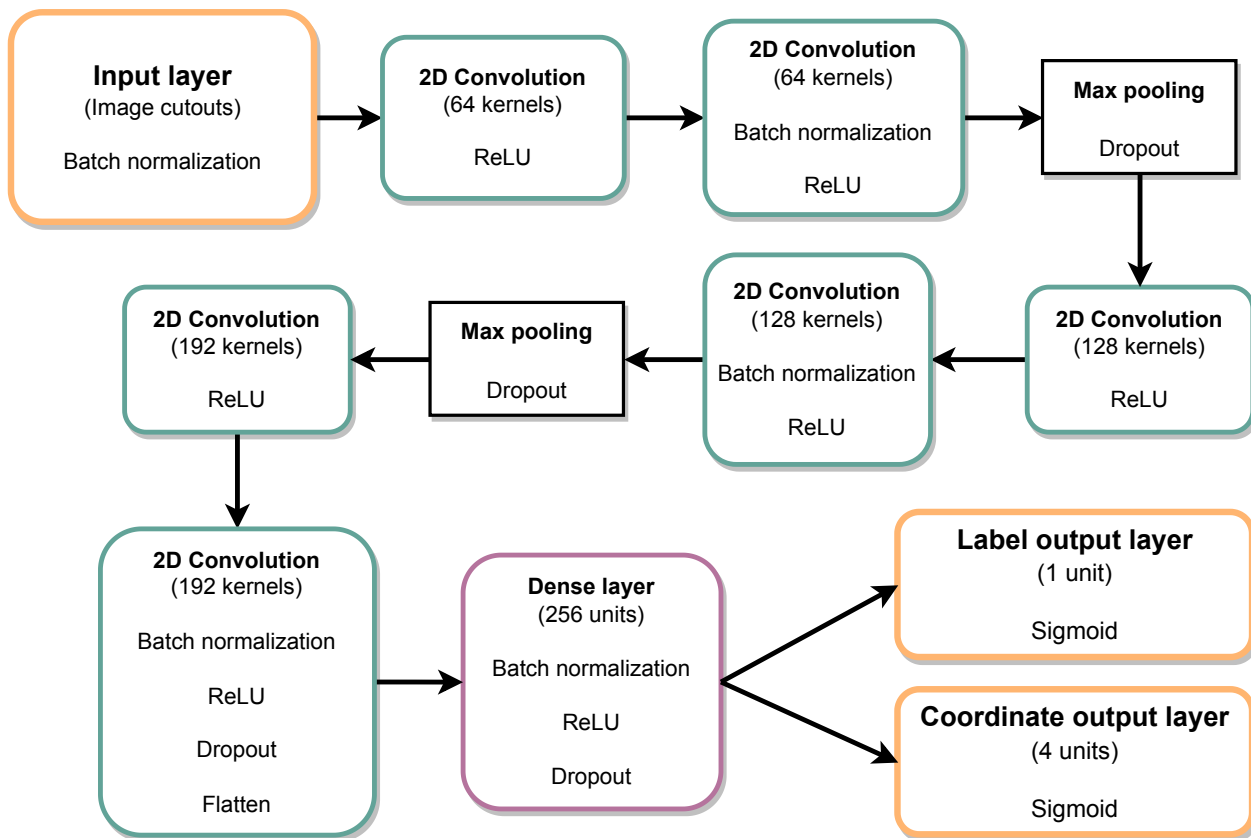 Input layer
(Image cutouts)
Batch normalization
2D Convolution
(64 kernels)
ReLU
2D Convolution
(64 kernels)
Batch normalization
ReLU
Max pooling
Dropout
2D Convolution
(128 kernels)
ReLU
2D Convolution
(128 kernels)
Batch normalization
ReLU
Max pooling
Dropout
2D Convolution
(192 kernels)
ReLU
2D Convolution
(192 kernels)
Batch normalization
ReLU
Dropout
Flatten
Dense layer
(256 units)
Batch normalization
ReLU
Dropout
Label output layer
(1 unit)
Sigmoid
Coordinate output layer
(4 units)
Sigmoid